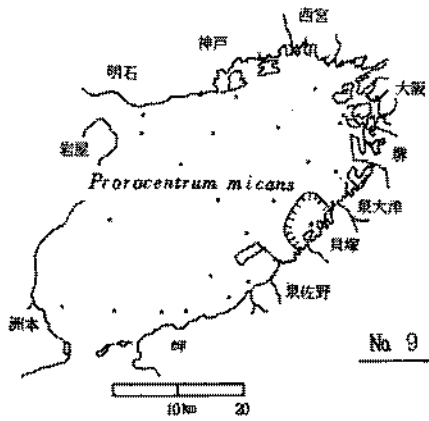 西宮
神戸
明石
大阪
岩屋
堺
Prorocentrum micans
泉大津
貝塚
泉佐野
洲本
岬
No. 9
10km 20